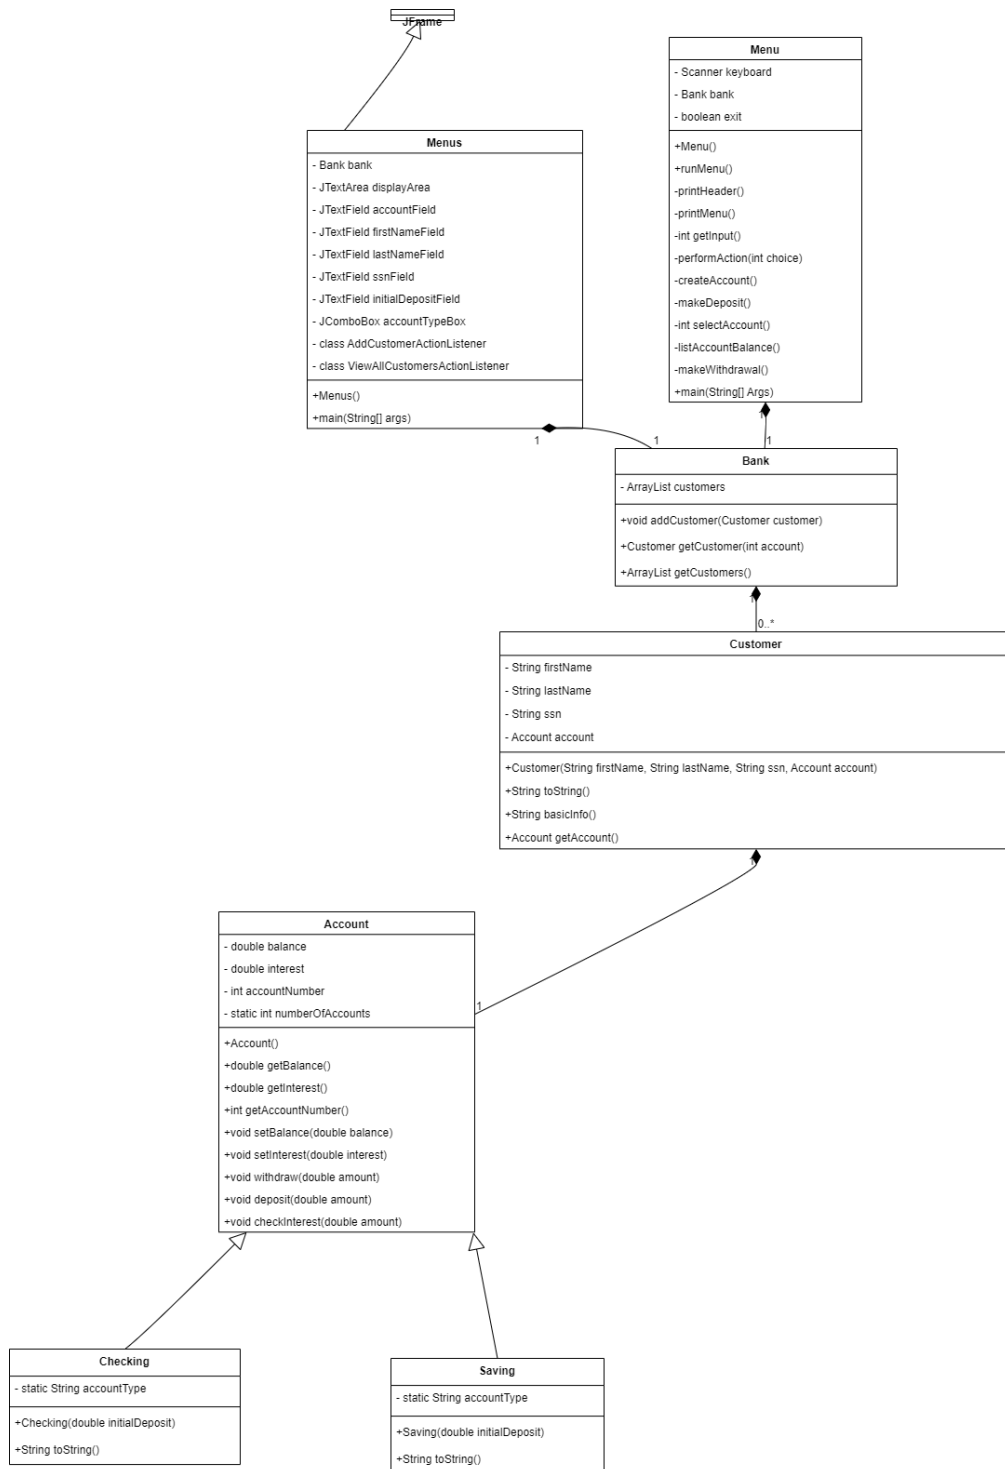 JFrame
Menu
- Scanner keyboard
- Bank bank
- boolean exit
+Menu()
+runMenu()
-printHeader()
-printMenu()
-int getInput()
-performAction(int choice)
-createAccount()
-makeDeposit()
-int selectAccount()
-listAccountBalance()
-makeWithdrawal()
+main(String[] Args)
1
1
Menus
- Bank bank
- JTextArea displayArea
- JTextField accountField
- JTextField firstNameField
- JTextField lastNameField
- JTextField ssnField
- JTextField initialDepositField
- JComboBox accountTypeBox
- class AddCustomerActionListener
- class ViewAllCustomersActionListener
+Menus()
+main(String[] args)
1
1
Bank
- ArrayList customers
+void addCustomer(Customer customer)
+Customer getCustomer(int account)
+ArrayList getCustomers()
1
0..*
Customer
- String firstName
- String lastName
- String ssn
- Account account
+Customer(String firstName, String lastName, String ssn, Account account)
+String toString()
+String basicInfo()
+Account getAccount()
1
1
Account
- double balance
- double interest
- int accountNumber
- static int numberOfAccounts
+Account()
+double getBalance()
+double getInterest()
+int getAccountNumber()
+void setBalance(double balance)
+void setInterest(double interest)
+void withdraw(double amount)
+void deposit(double amount)
+void checkInterest(double amount)
Checking
- static String accountType
+Checking(double initialDeposit)
+String toString()
Saving
- static String accountType
+Saving(double initialDeposit)
+String toString()